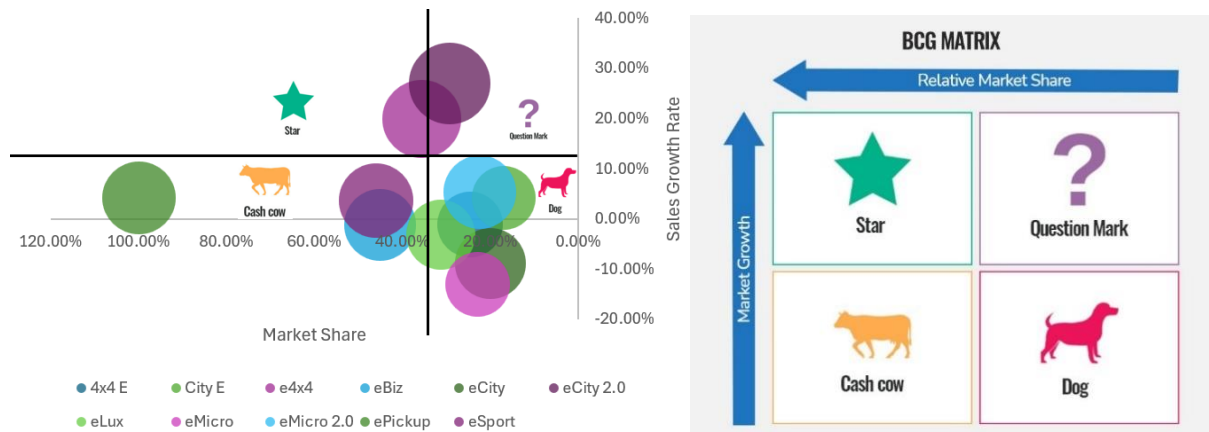 40.00%
30.00%
20.00%
10.00%
0.00%
-10.00%
-20.00%
Sales Growth Rate
Star
?
Question Mark
Cash cow
Dog
120.00% 100.00% 80.00% 60.00% 40.00% 20.00% 0.00%
Market Share
4x4 E City E e4x4 eBiz eCity eCity 2.0
eLux eMicro eMicro 2.0 ePickup eSport
BCG MATRIX
Relative Market Share
Market Growth
Star
?
Question Mark
Cash cow
Dog